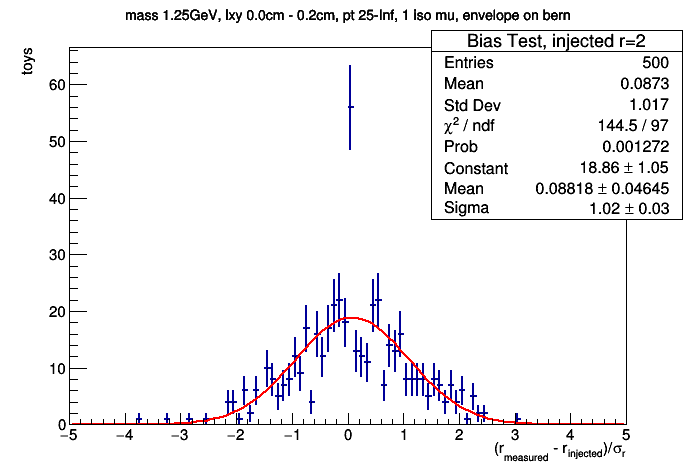 mass 1.25GeV, lxy 0.0cm - 0.2cm, pt 25-Inf, 1 Iso mu, envelope on bern
Bias Test, injected r=2
Entries 500
Mean 0.0873
Std Dev 1.017
χ² / ndf 144.5 / 97
Prob 0.001272
Constant 18.86 ± 1.05
Mean 0.08818 ± 0.04645
Sigma 1.02 ± 0.03
toys
60
50
40
30
20
10
0
−5 −4 −3 −2 −1 0 1 2 3 4 5
(r_measured - r_injected)/σ_r